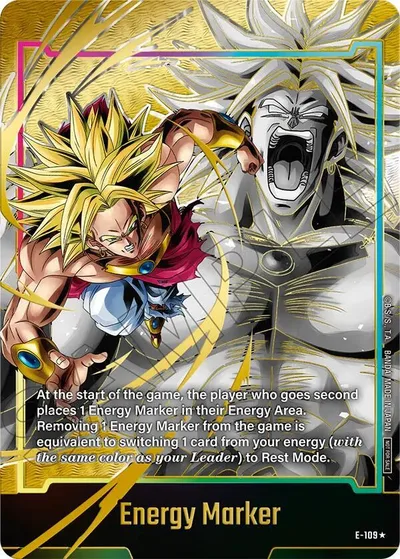 At the start of the game, the player who goes second
places 1 Energy Marker in their Energy Area.
Removing 1 Energy Marker from the game is
equivalent to switching 1 card from your energy (with
the same color as your Leader) to Rest Mode.
Energy Marker
E-109★
©B.S./S., T.A. BANDAI MADE IN JAPAN NOT FOR SALE